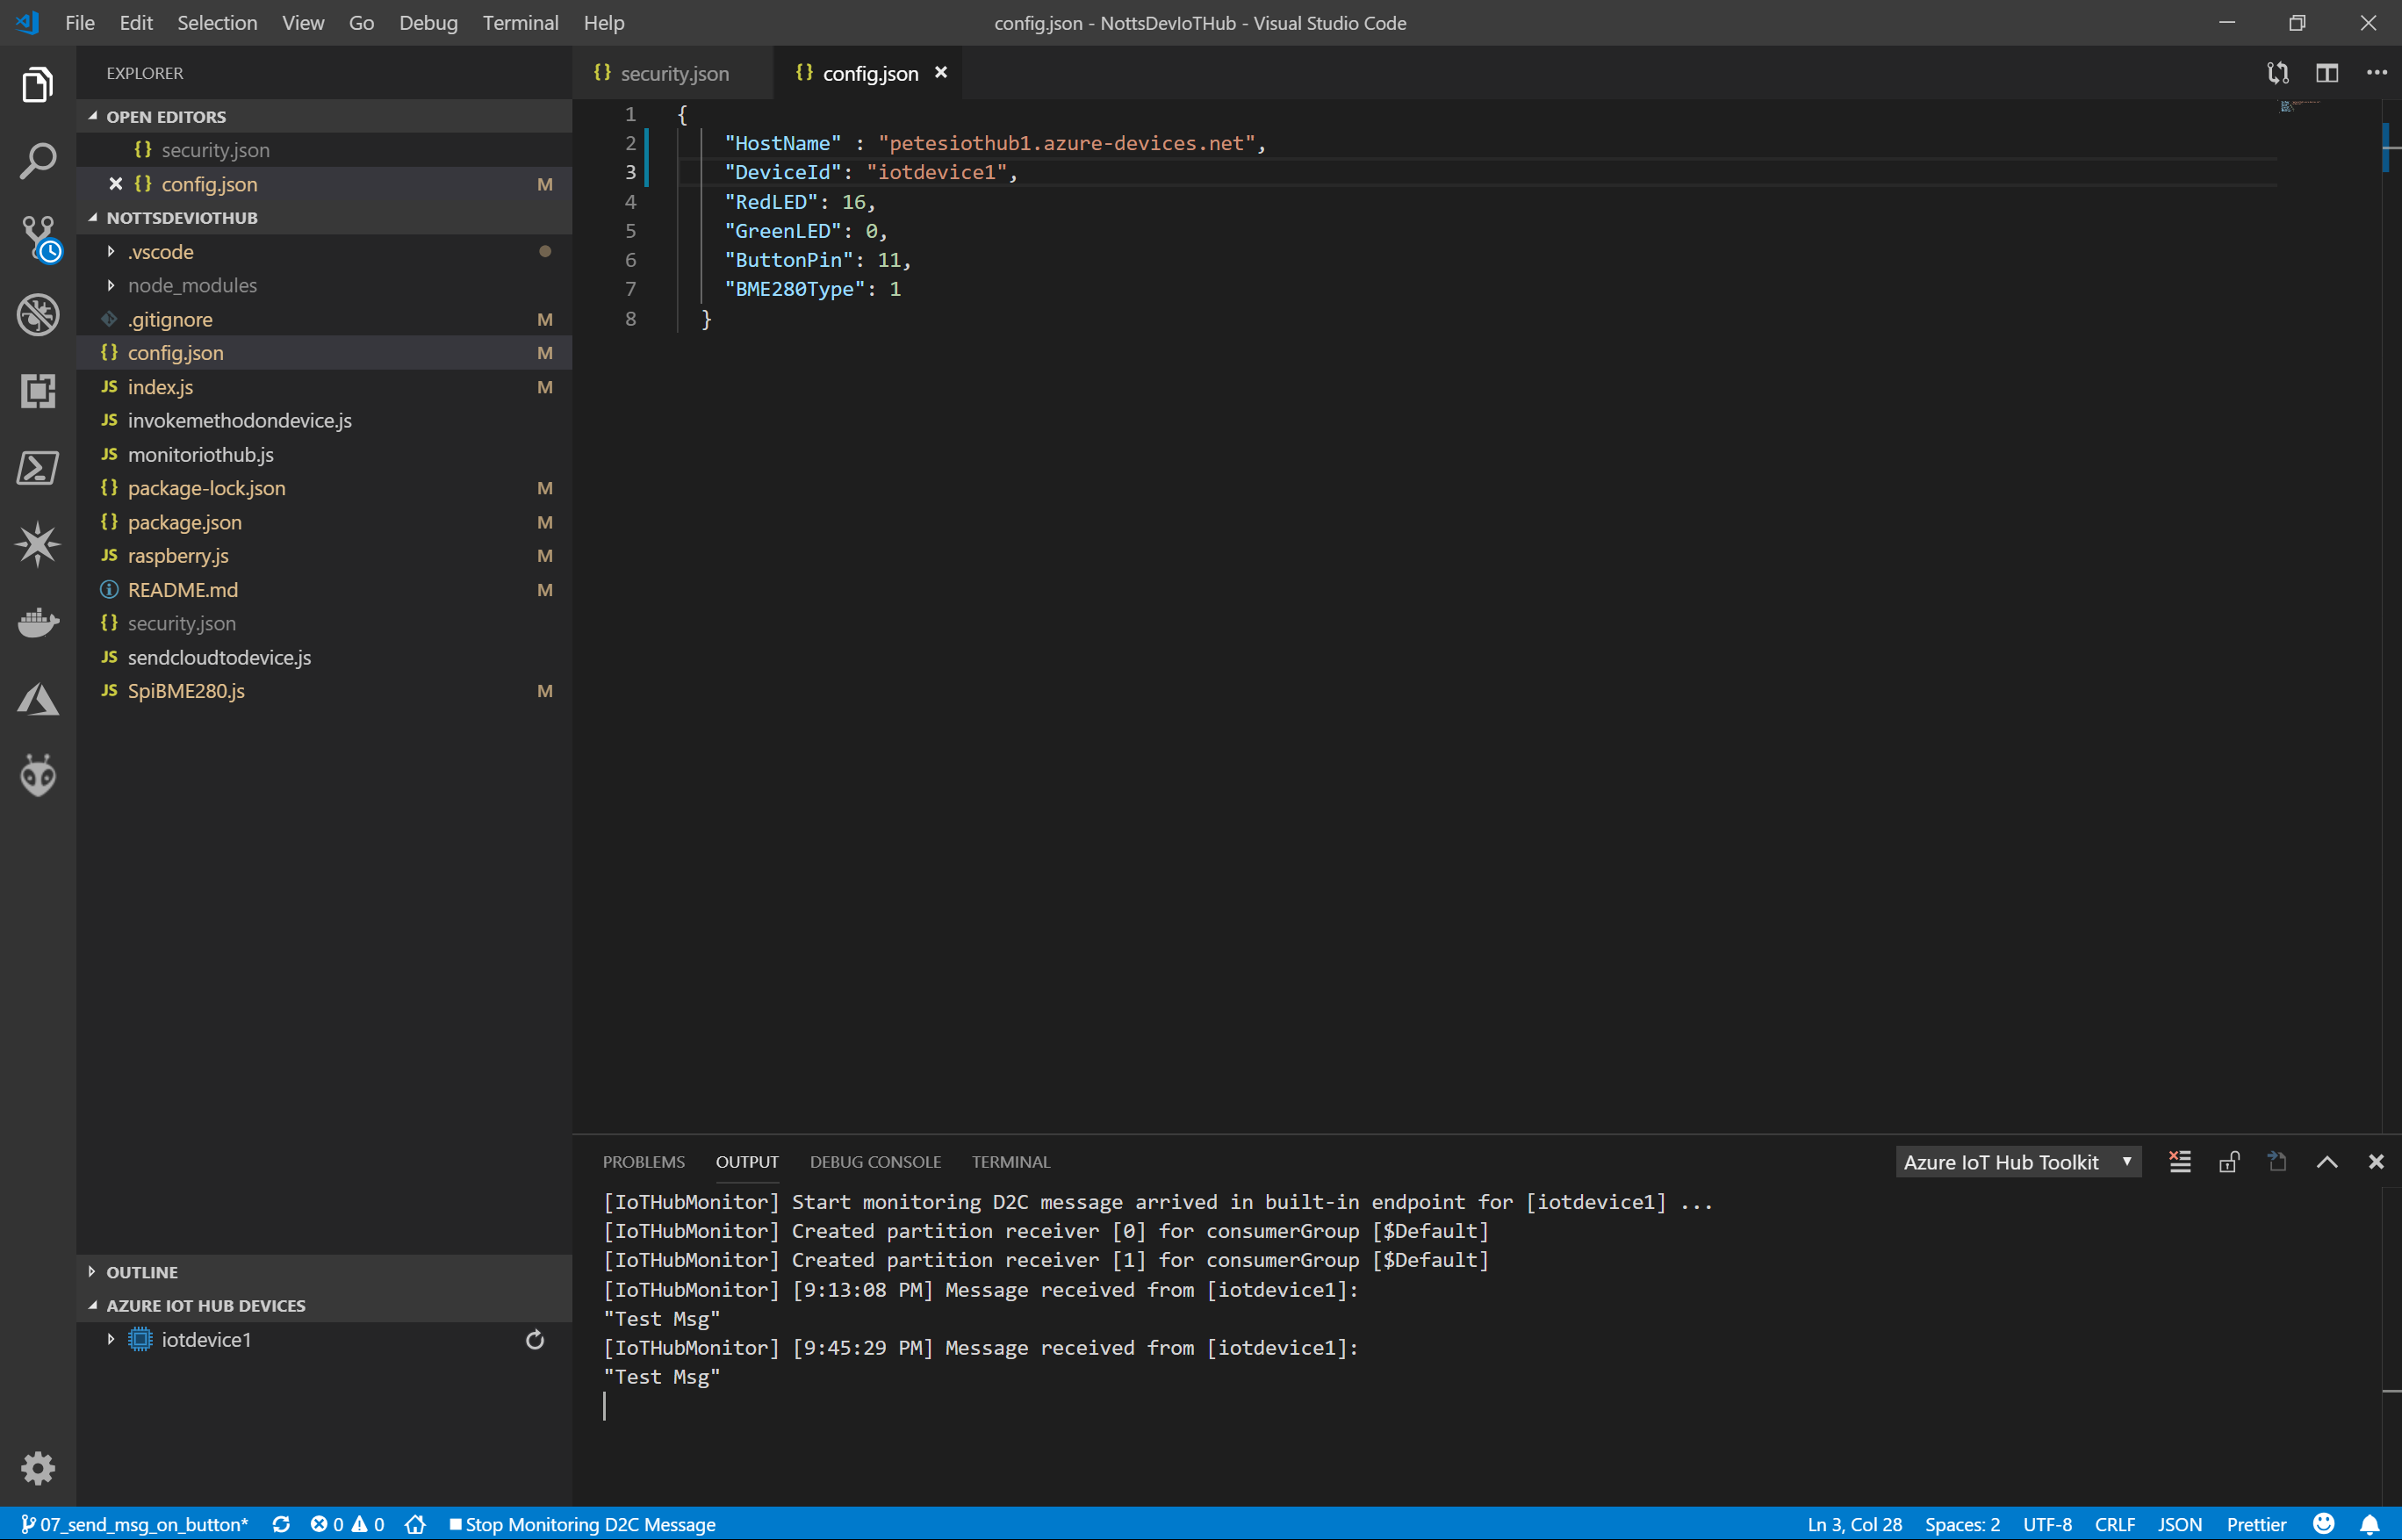 File Edit Selection View Go Debug Terminal Help
config.json - NottsDevIoTHub - Visual Studio Code
EXPLORER
OPEN EDITORS
{} security.json
{} config.json M
NOTTSDEVIOTHUB
.vscode
node_modules
.gitignore M
{} config.json M
JS index.js M
JS invokemethodondevice.js
JS monitoriothub.js
{} package-lock.json M
{} package.json M
JS raspberry.js M
README.md M
{} security.json
JS sendcloudtodevice.js
JS SpiBME280.js M
OUTLINE
AZURE IOT HUB DEVICES
iotdevice1
{} security.json {} config.json
1 {
2 "HostName" : "petesiothub1.azure-devices.net",
3 "DeviceId": "iotdevice1",
4 "RedLED": 16,
5 "GreenLED": 0,
6 "ButtonPin": 11,
7 "BME280Type": 1
8 }
PROBLEMS OUTPUT DEBUG CONSOLE TERMINAL Azure IoT Hub Toolkit
[IoTHubMonitor] Start monitoring D2C message arrived in built-in endpoint for [iotdevice1] ...
[IoTHubMonitor] Created partition receiver [0] for consumerGroup [$Default]
[IoTHubMonitor] Created partition receiver [1] for consumerGroup [$Default]
[IoTHubMonitor] [9:13:08 PM] Message received from [iotdevice1]:
"Test Msg"
[IoTHubMonitor] [9:45:29 PM] Message received from [iotdevice1]:
"Test Msg"
07_send_msg_on_button* 0 0 Stop Monitoring D2C Message Ln 3, Col 28 Spaces: 2 UTF-8 CRLF JSON Prettier